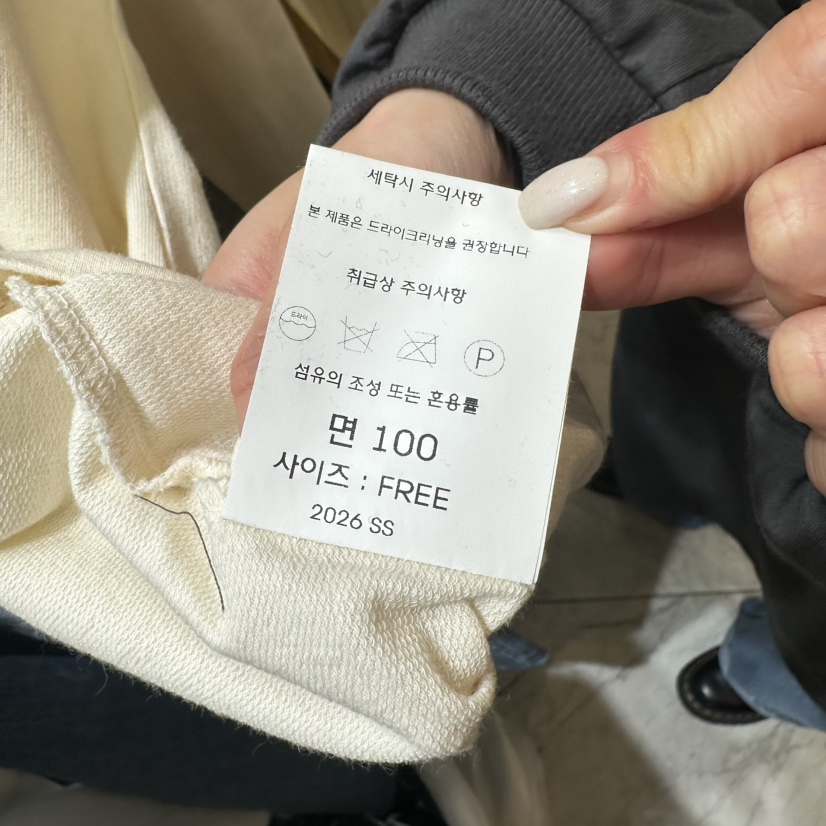 세탁시 주의사항
본 제품은 드라이크리닝을 권장합니다
취급상 주의사항
드라이
P
섬유의 조성 또는 혼용률
면 100
사이즈 : FREE
2026 SS